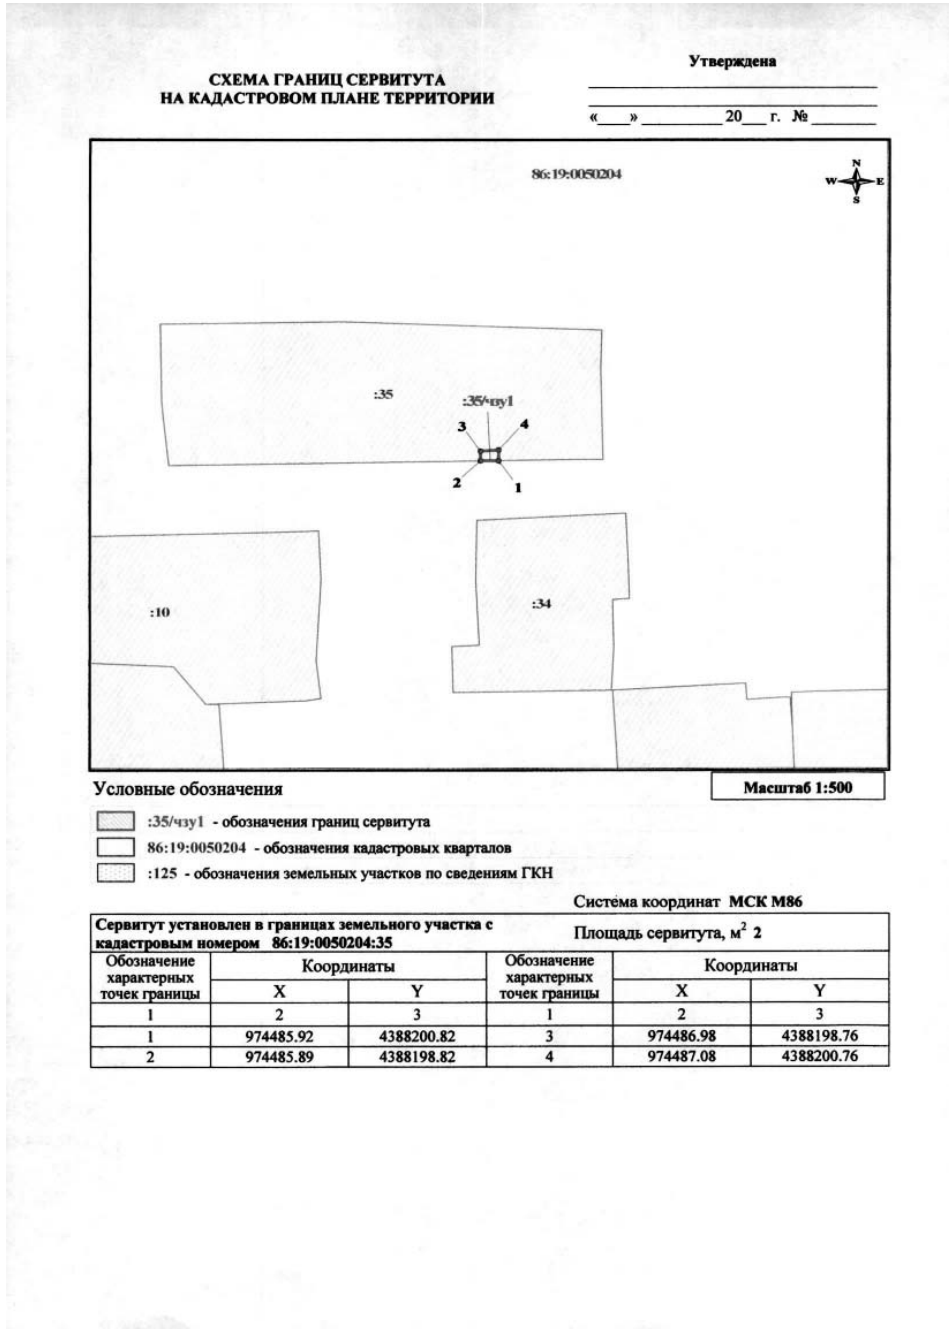 Утверждена
СХЕМА ГРАНИЦ СЕРВИТУТА
НА КАДАСТРОВОМ ПЛАНЕ ТЕРРИТОРИИ
«___» __________ 20___ г. № ________
86:19:0050204
N
W E
S
:35
:35/чзу1
3 4
2 1
:10
:34
Условные обозначения
Масштаб 1:500
:35/чзу1 - обозначения границ сервитута
86:19:0050204 - обозначения кадастровых кварталов
:125 - обозначения земельных участков по сведениям ГКН
Система координат МСК М86
Сервитут установлен в границах земельного участка с
кадастровым номером 86:19:0050204:35
Площадь сервитута, м² 2
Обозначение характерных точек границы Координаты Обозначение характерных точек границы Координаты
X Y X Y
1 2 3 1 2 3
1 974485.92 4388200.82 3 974486.98 4388198.76
2 974485.89 4388198.82 4 974487.08 4388200.76